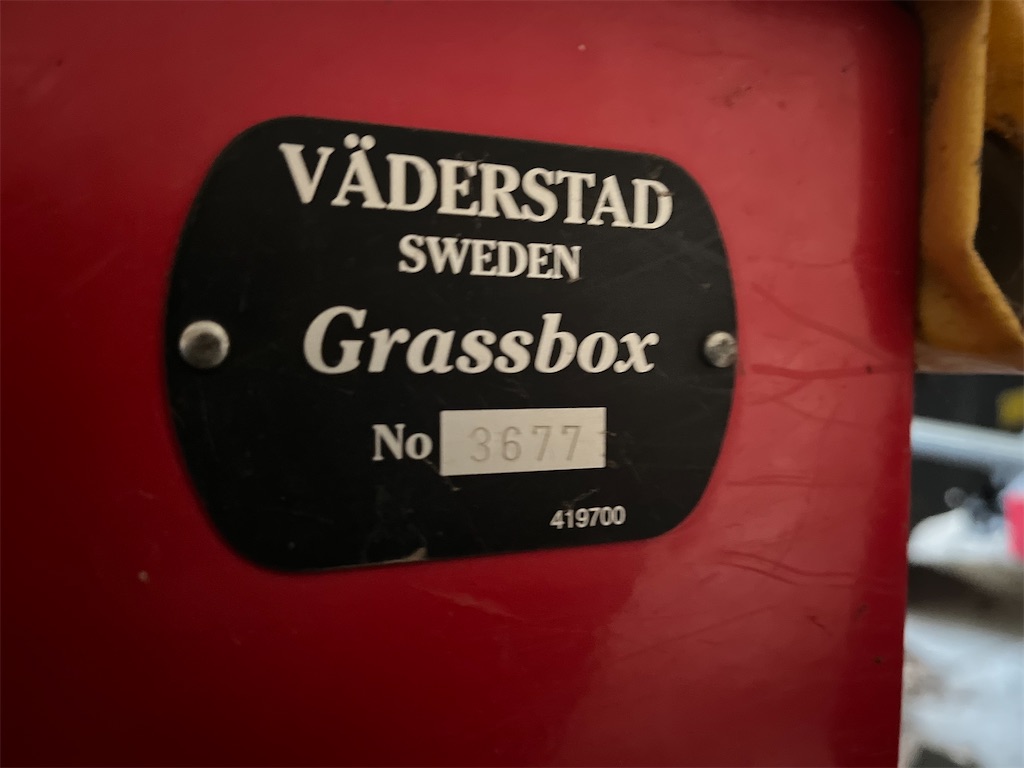 VÄDERSTAD
SWEDEN
Grassbox
No 3677
419700